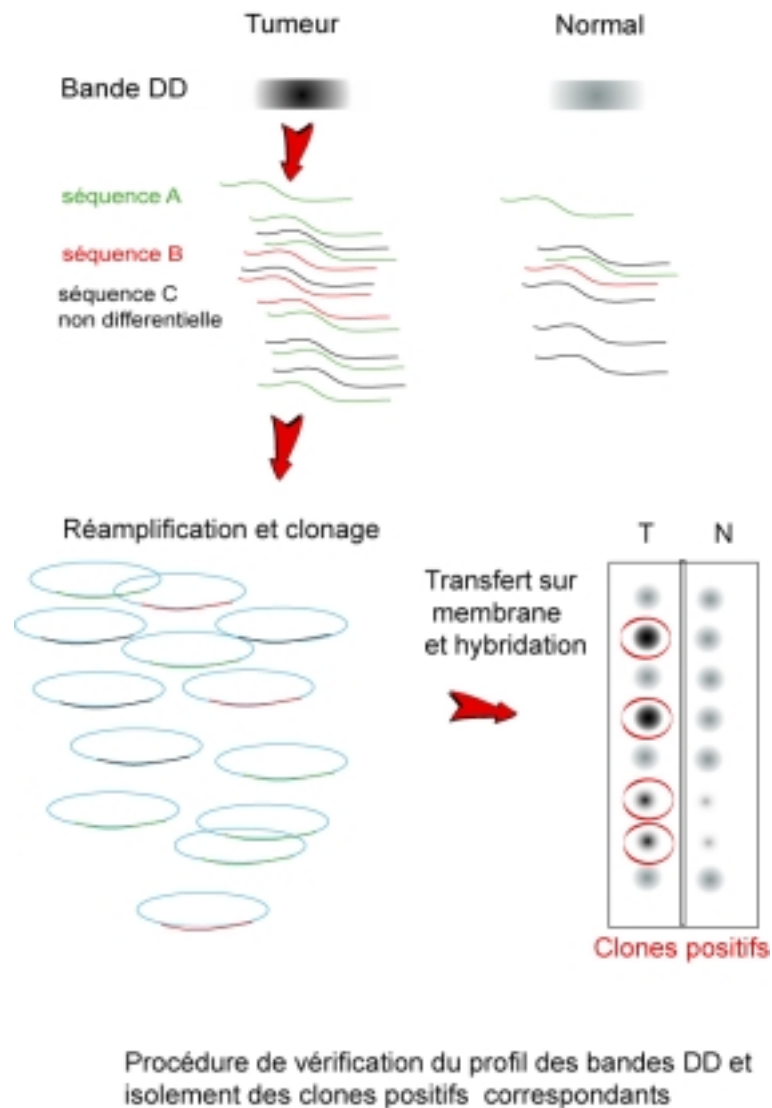 Tumeur
Normal
Bande DD
séquence A
séquence B
séquence C
non differentielle
Réamplification et clonage
Transfert sur
membrane
et hybridation
T
N
Clones positifs
Procédure de vérification du profil des bandes DD et
isolement des clones positifs correspondants